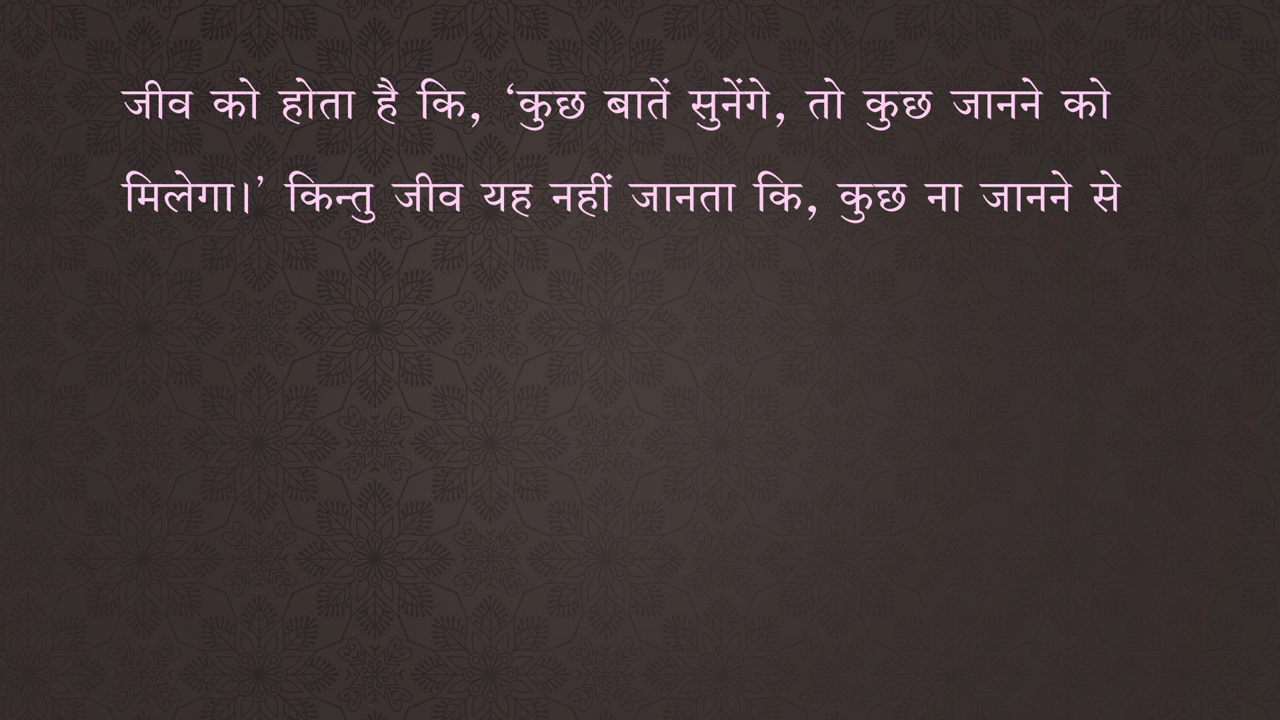 जीव को होता है कि, ‘कुछ बातें सुनेंगे, तो कुछ जानने को
मिलेगा।’ किन्तु जीव यह नहीं जानता कि, कुछ ना जानने से